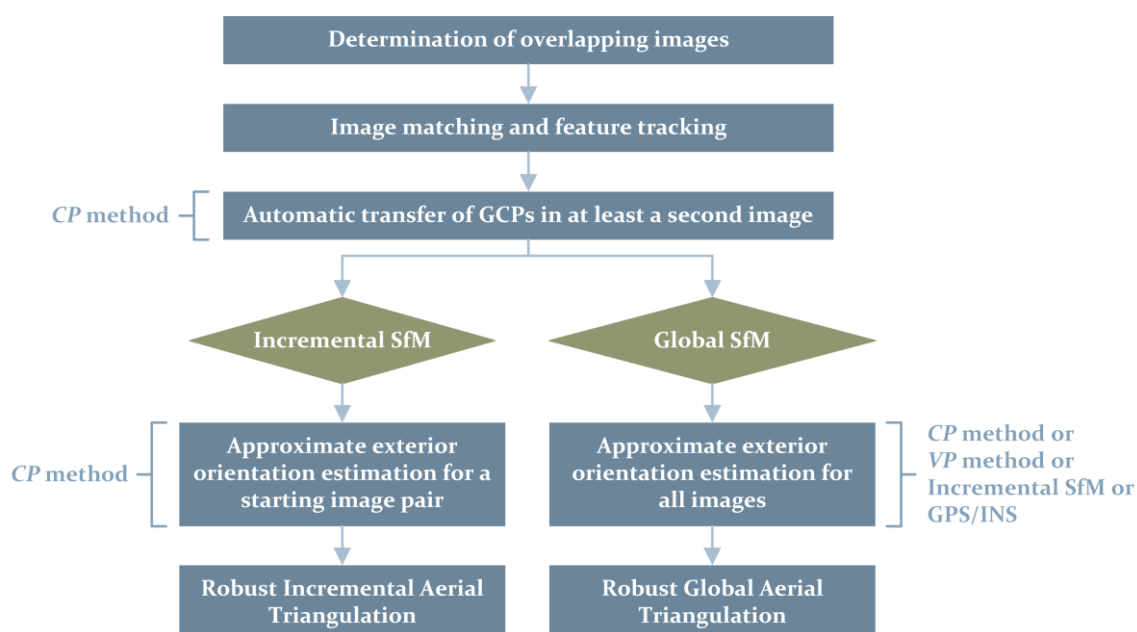 Determination of overlapping images
Image matching and feature tracking
CP method
Automatic transfer of GCPs in at least a second image
Incremental SfM
Global SfM
CP method
Approximate exterior
orientation estimation for a
starting image pair
Approximate exterior
orientation estimation for
all images
CP method or
VP method or
Incremental SfM or
GPS/INS
Robust Incremental Aerial
Triangulation
Robust Global Aerial
Triangulation